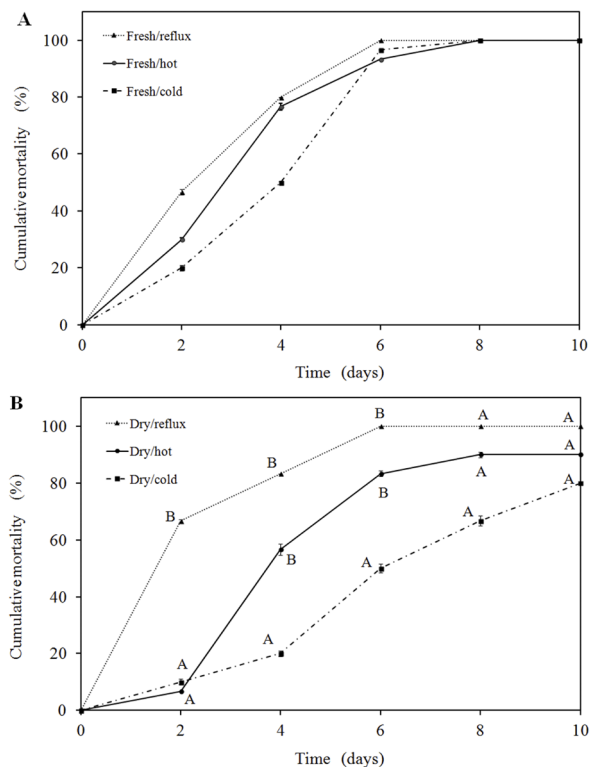 A
100
80
60
40
20
0
Cumulative mortality (%)
Fresh/reflux
Fresh/hot
Fresh/cold
0 2 4 6 8 10
Time (days)
B
100
80
60
40
20
0
Cumulative mortality (%)
Dry/reflux
Dry/hot
Dry/cold
B B B A A
A B B A A
A A A A A
0 2 4 6 8 10
Time (days)